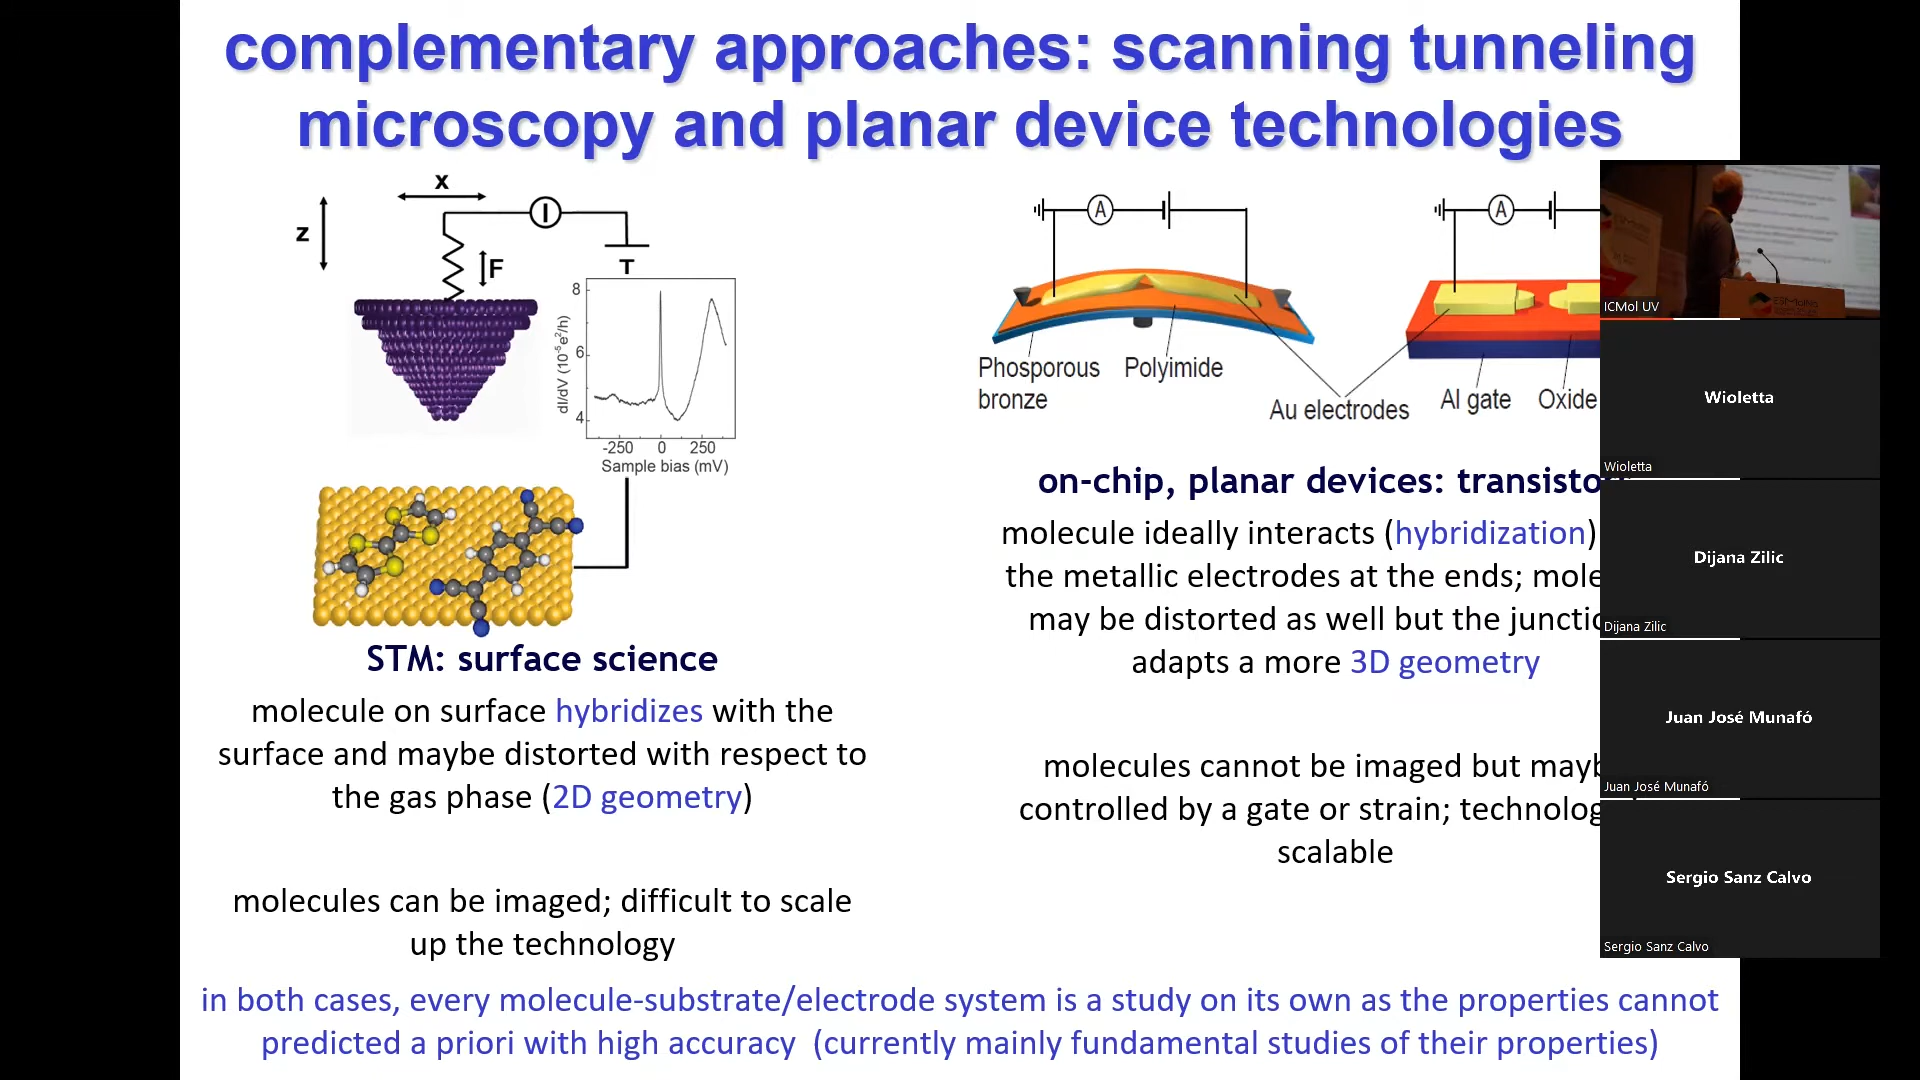 complementary approaches: scanning tunneling
microscopy and planar device technologies
x
z
I
F
T
8
6
4
dI/dV (10⁻⁵e²/h)
-250 0 250
Sample bias (mV)
STM: surface science
molecule on surface hybridizes with the
surface and maybe distorted with respect to
the gas phase (2D geometry)
molecules can be imaged; difficult to scale
up the technology
A
A
Phosporous
bronze
Polyimide
Au electrodes
Al gate
Oxide
on-chip, planar devices: transistor
molecule ideally interacts (hybridization)
the metallic electrodes at the ends; mole
may be distorted as well but the junctio
adapts a more 3D geometry
molecules cannot be imaged but mayb
controlled by a gate or strain; technolog
scalable
in both cases, every molecule-substrate/electrode system is a study on its own as the properties cannot
predicted a priori with high accuracy (currently mainly fundamental studies of their properties)
ICMol UV
Wioletta
Wioletta
Dijana Zilic
Dijana Zilic
Juan José Munafó
Juan José Munafó
Sergio Sanz Calvo
Sergio Sanz Calvo